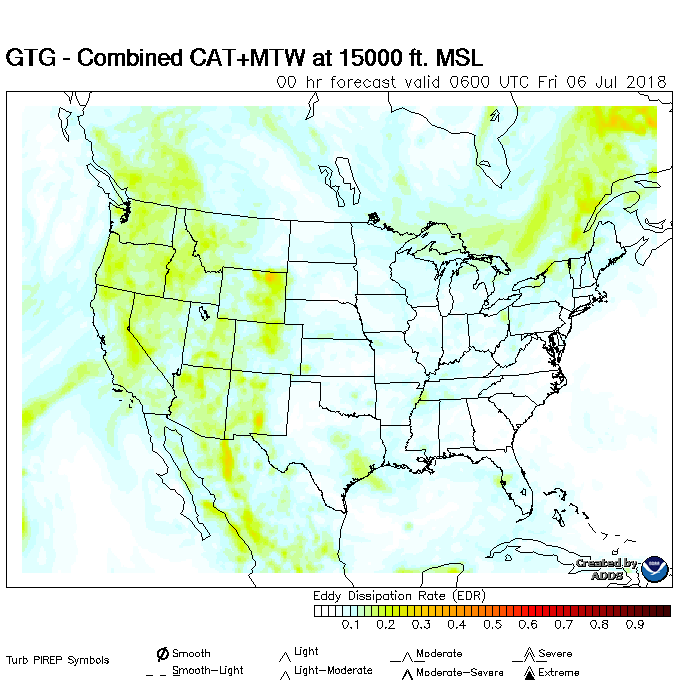 GTG - Combined CAT+MTW at 15000 ft. MSL
00 hr forecast valid 0600 UTC Fri 06 Jul 2018
Created by
ADDS
Eddy Dissipation Rate (EDR)
0.1 0.2 0.3 0.4 0.5 0.6 0.7 0.8 0.9
Turb PIREP Symbols
Smooth Light Moderate Severe
Smooth-Light Light-Moderate Moderate-Severe Extreme